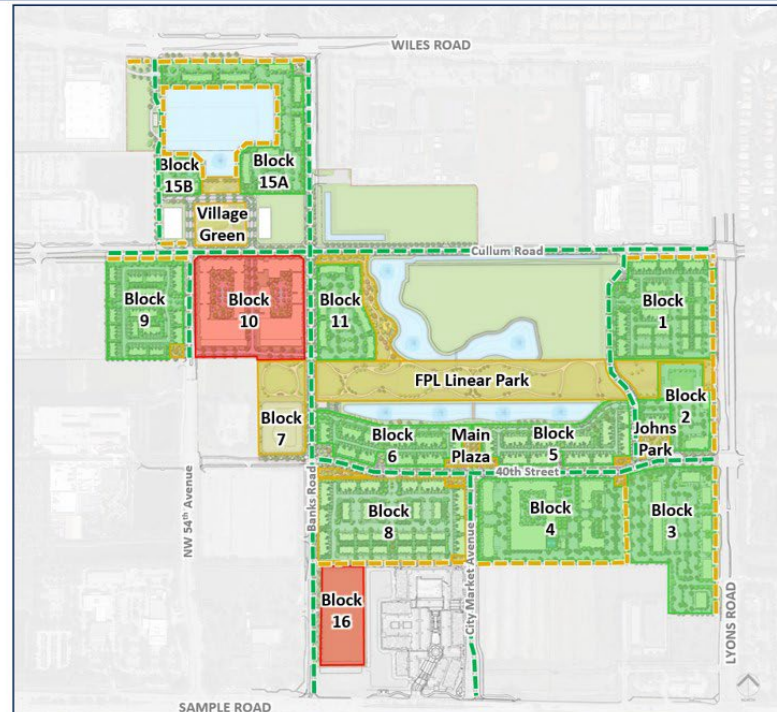 WILES ROAD
Block
15B
Block
15A
Village
Green
Cullum Road
Block
9
Block
10
Block
11
Block
1
FPL Linear Park
Block
2
Block
7
Block
6
Main
Plaza
Block
5
Johns
Park
40th Street
NW 54th Avenue
Banks Road
Block
8
City Market Avenue
Block
4
Block
3
Block
16
LYONS ROAD
SAMPLE ROAD